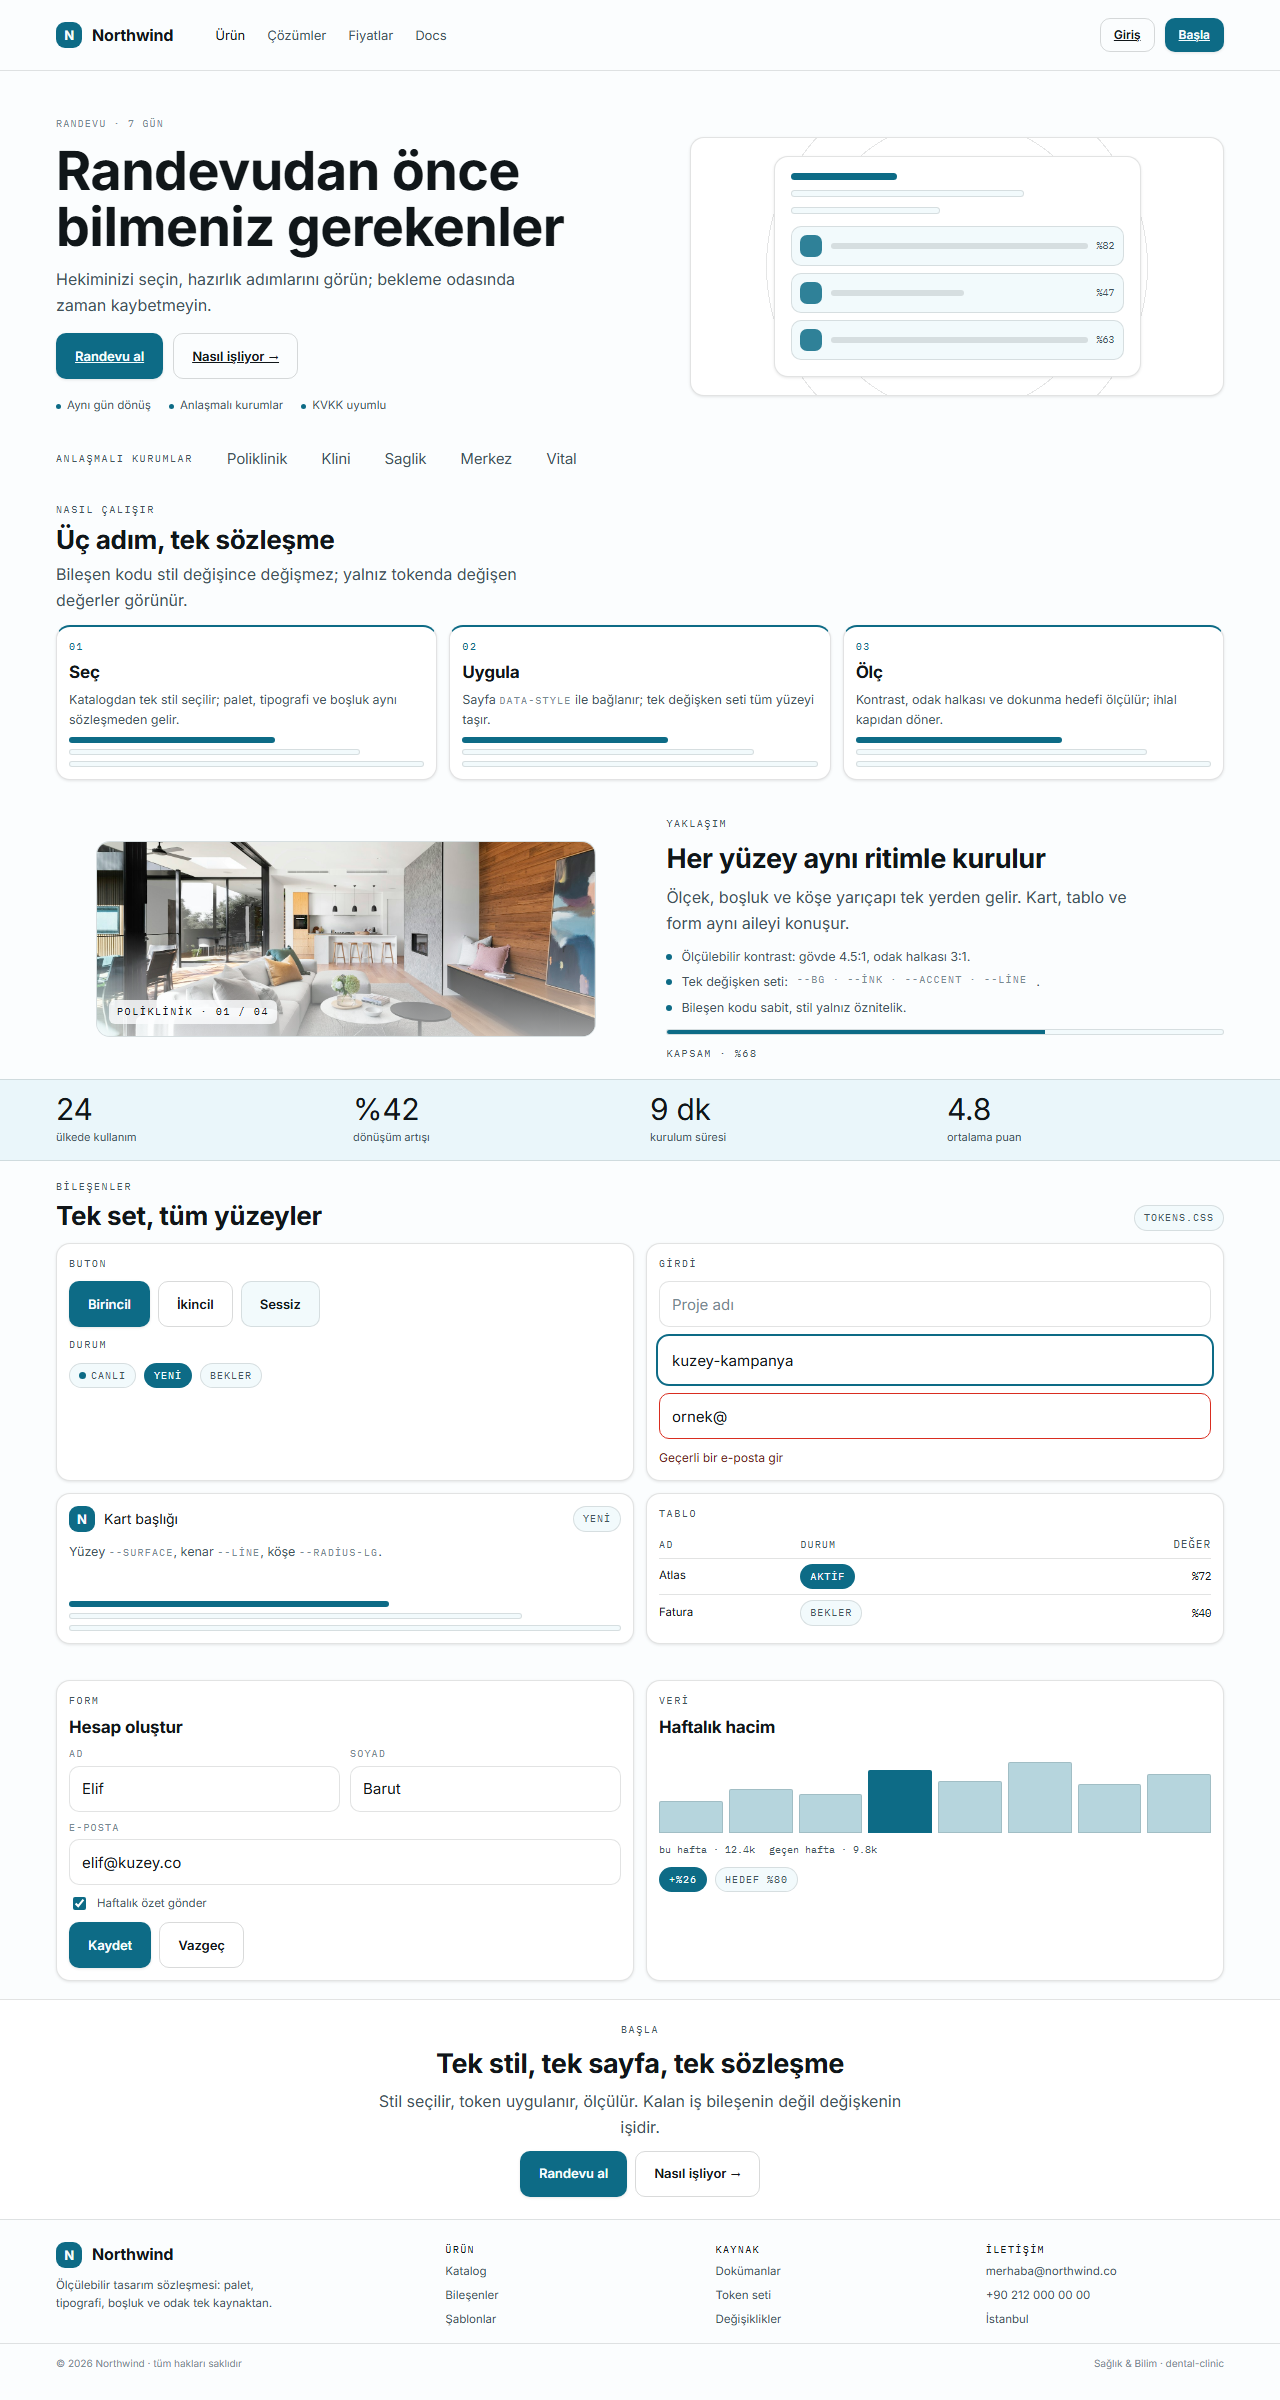 N Northwind Ürün Çözümler Fiyatlar Docs Giriş Başla
RANDEVU · 7 GÜN
Randevudan önce
bilmeniz gerekenler
Hekiminizi seçin, hazırlık adımlarını görün; bekleme odasında
zaman kaybetmeyin.
Randevu al Nasıl işliyor →
Aynı gün dönüş Anlaşmalı kurumlar KVKK uyumlu
%82
%47
%63
ANLAŞMALI KURUMLAR Poliklinik Klini Saglik Merkez Vital
NASIL ÇALIŞIR
Üç adım, tek sözleşme
Bileşen kodu stil değişince değişmez; yalnız tokenda değişen
değerler görünür.
01
Seç
Katalogdan tek stil seçilir; palet, tipografi ve boşluk aynı
sözleşmeden gelir.
02
Uygula
Sayfa DATA-STYLE ile bağlanır; tek değişken seti tüm yüzeyi
taşır.
03
Ölç
Kontrast, odak halkası ve dokunma hedefi ölçülür; ihlal
kapıdan döner.
POLİKLİNİK · 01 / 04
YAKLAŞIM
Her yüzey aynı ritimle kurulur
Ölçek, boşluk ve köşe yarıçapı tek yerden gelir. Kart, tablo ve
form aynı aileyi konuşur.
Ölçülebilir kontrast: gövde 4.5:1, odak halkası 3:1.
Tek değişken seti: --BG · --İNK · --ACCENT · --LİNE .
Bileşen kodu sabit, stil yalnız öznitelik.
KAPSAM · %68
24 %42 9 dk 4.8
ülkede kullanım dönüşüm artışı kurulum süresi ortalama puan
BİLEŞENLER
Tek set, tüm yüzeyler
TOKENS.CSS
BUTON
Birincil İkincil Sessiz
DURUM
CANLI YENİ BEKLER
GİRDİ
Proje adı
kuzey-kampanya
ornek@
Geçerli bir e-posta gir
N Kart başlığı YENİ
Yüzey --SURFACE, kenar --LİNE, köşe --RADİUS-LG.
TABLO
AD DURUM DEĞER
Atlas AKTİF %72
Fatura BEKLER %40
FORM
Hesap oluştur
AD SOYAD
Elif Barut
E-POSTA
elif@kuzey.co
Haftalık özet gönder
Kaydet Vazgeç
VERİ
Haftalık hacim
bu hafta · 12.4k geçen hafta · 9.8k
+%26 HEDEF %80
BAŞLA
Tek stil, tek sayfa, tek sözleşme
Stil seçilir, token uygulanır, ölçülür. Kalan iş bileşenin değil değişkenin
işidir.
Randevu al Nasıl işliyor →
N Northwind
Ölçülebilir tasarım sözleşmesi: palet,
tipografi, boşluk ve odak tek kaynaktan.
ÜRÜN
Katalog
Bileşenler
Şablonlar
KAYNAK
Dokümanlar
Token seti
Değişiklikler
İLETİŞİM
merhaba@northwind.co
+90 212 000 00 00
İstanbul
© 2026 Northwind · tüm hakları saklıdır
Sağlık & Bilim · dental-clinic